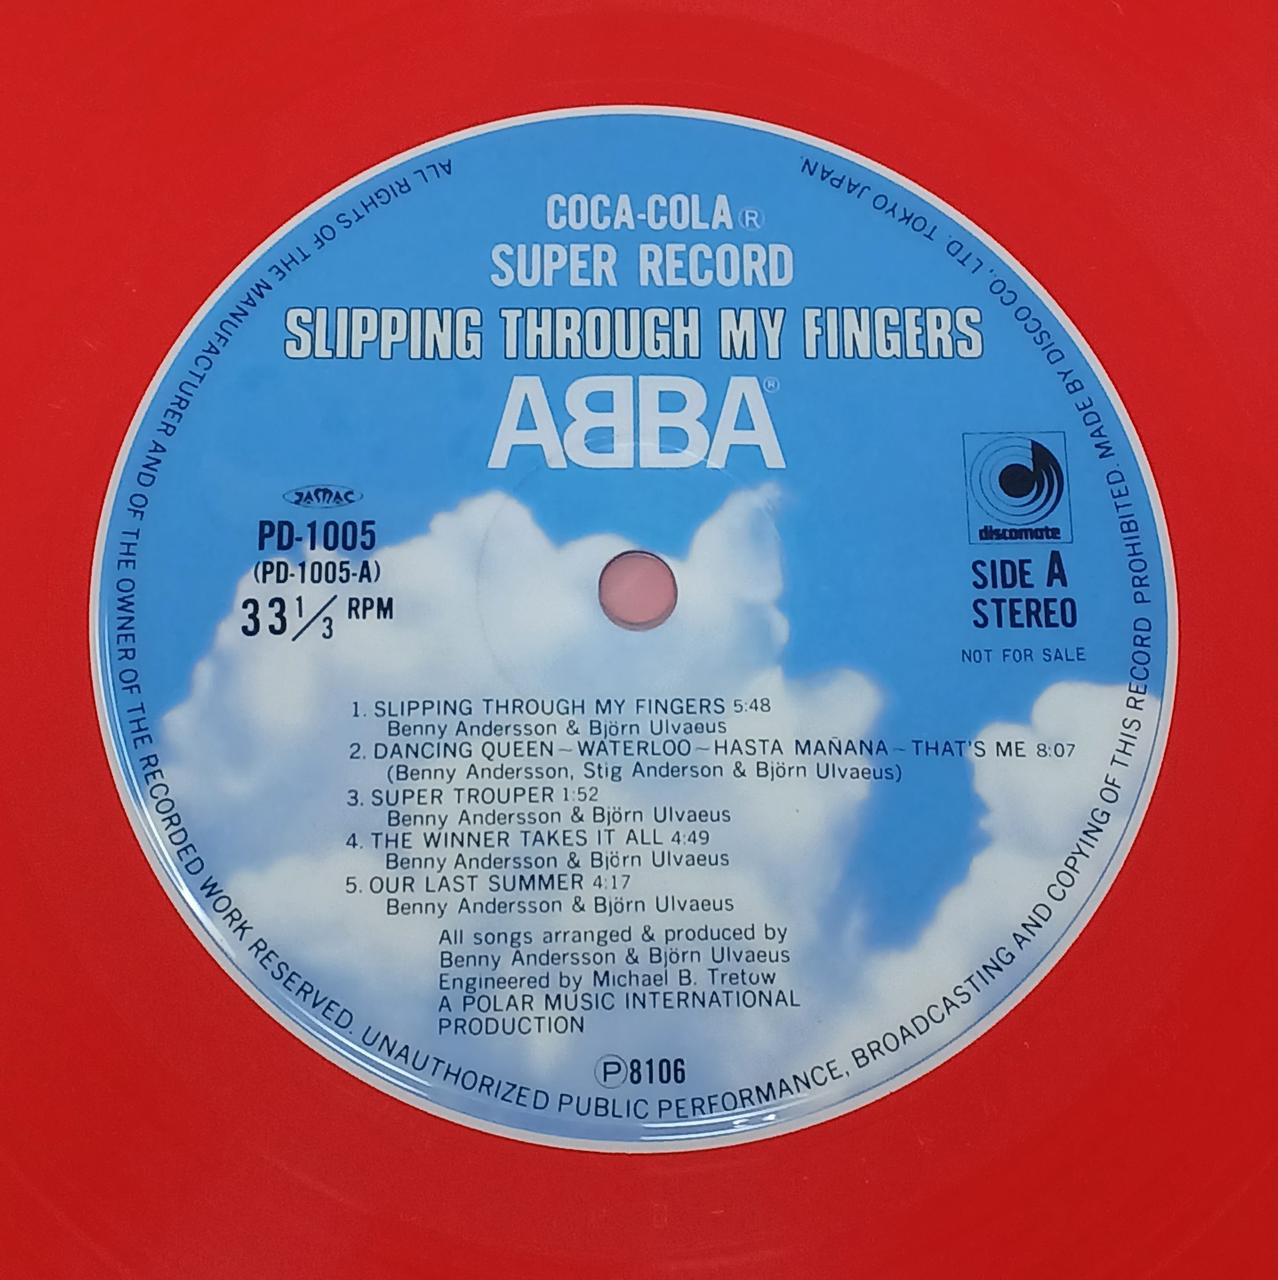 COCA-COLA®
SUPER RECORD
SLIPPING THROUGH MY FINGERS
ABBA®
JASMAC
PD-1005
(PD-1005-A)
33 1/3 RPM
discomate
SIDE A
STEREO
NOT FOR SALE
1. SLIPPING THROUGH MY FINGERS 5:48
Benny Andersson & Björn Ulvaeus
2. DANCING QUEEN~WATERLOO~HASTA MAÑANA~THAT'S ME 8:07
(Benny Andersson, Stig Anderson & Björn Ulvaeus)
3. SUPER TROUPER 1:52
Benny Andersson & Björn Ulvaeus
4. THE WINNER TAKES IT ALL 4:49
Benny Andersson & Björn Ulvaeus
5. OUR LAST SUMMER 4:17
Benny Andersson & Björn Ulvaeus
All songs arranged & produced by
Benny Andersson & Björn Ulvaeus
Engineered by Michael B. Tretow
A POLAR MUSIC INTERNATIONAL
PRODUCTION
Ⓟ8106
ALL RIGHTS OF THE MANUFACTURER AND OF THE OWNER OF THE RECORDED WORK RESERVED. UNAUTHORIZED PUBLIC PERFORMANCE, BROADCASTING AND COPYING OF THIS RECORD PROHIBITED. MADE BY DISCO CO., LTD. TOKYO JAPAN.